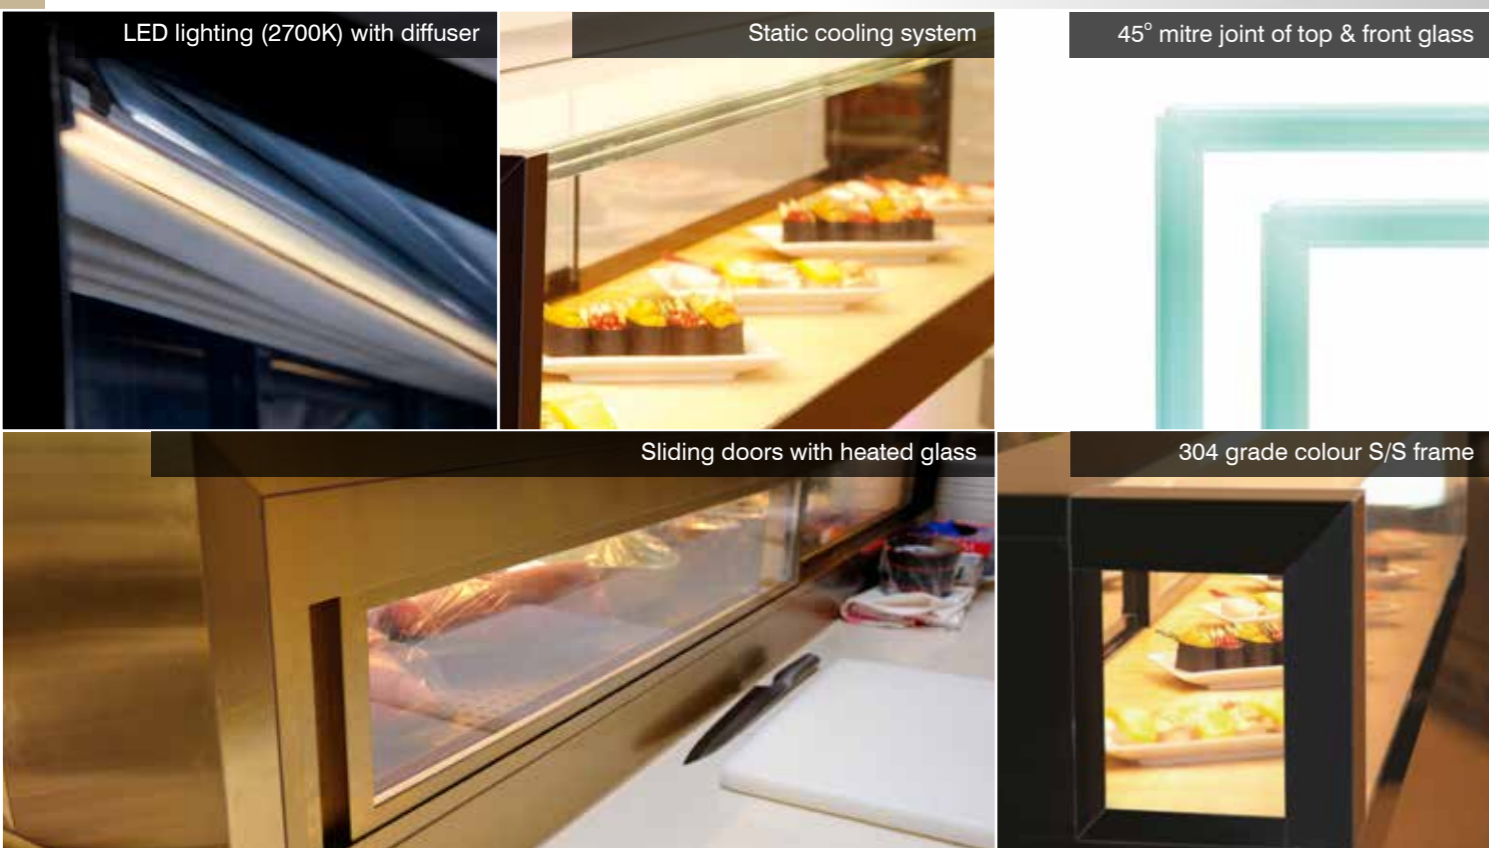 LED lighting (2700K) with diffuser
Static cooling system
45° mitre joint of top & front glass
Sliding doors with heated glass
304 grade colour S/S frame